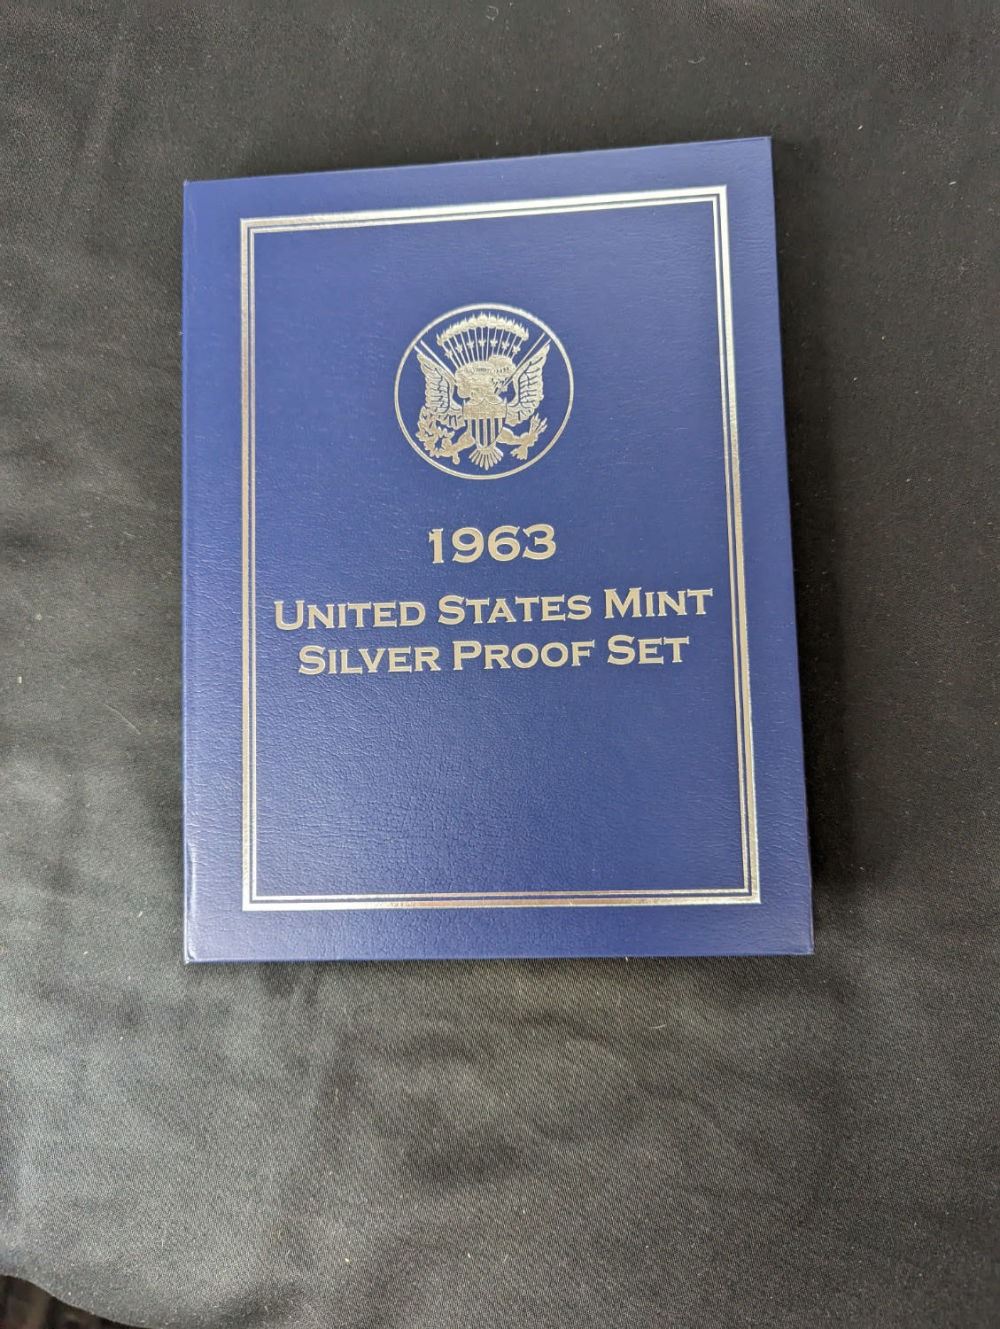 1963
United States Mint
Silver Proof Set